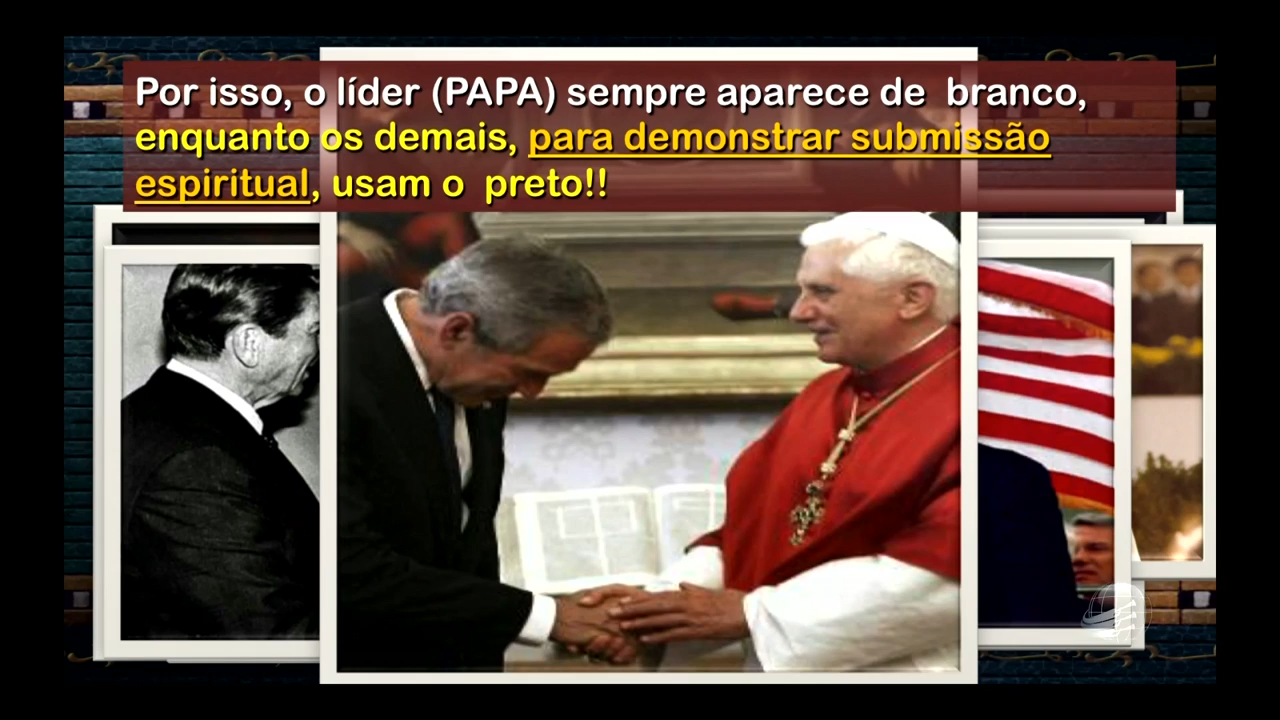 Por isso, o líder (PAPA) sempre aparece de  branco,
enquanto os demais, para demonstrar submissão
espiritual, usam o  preto!!